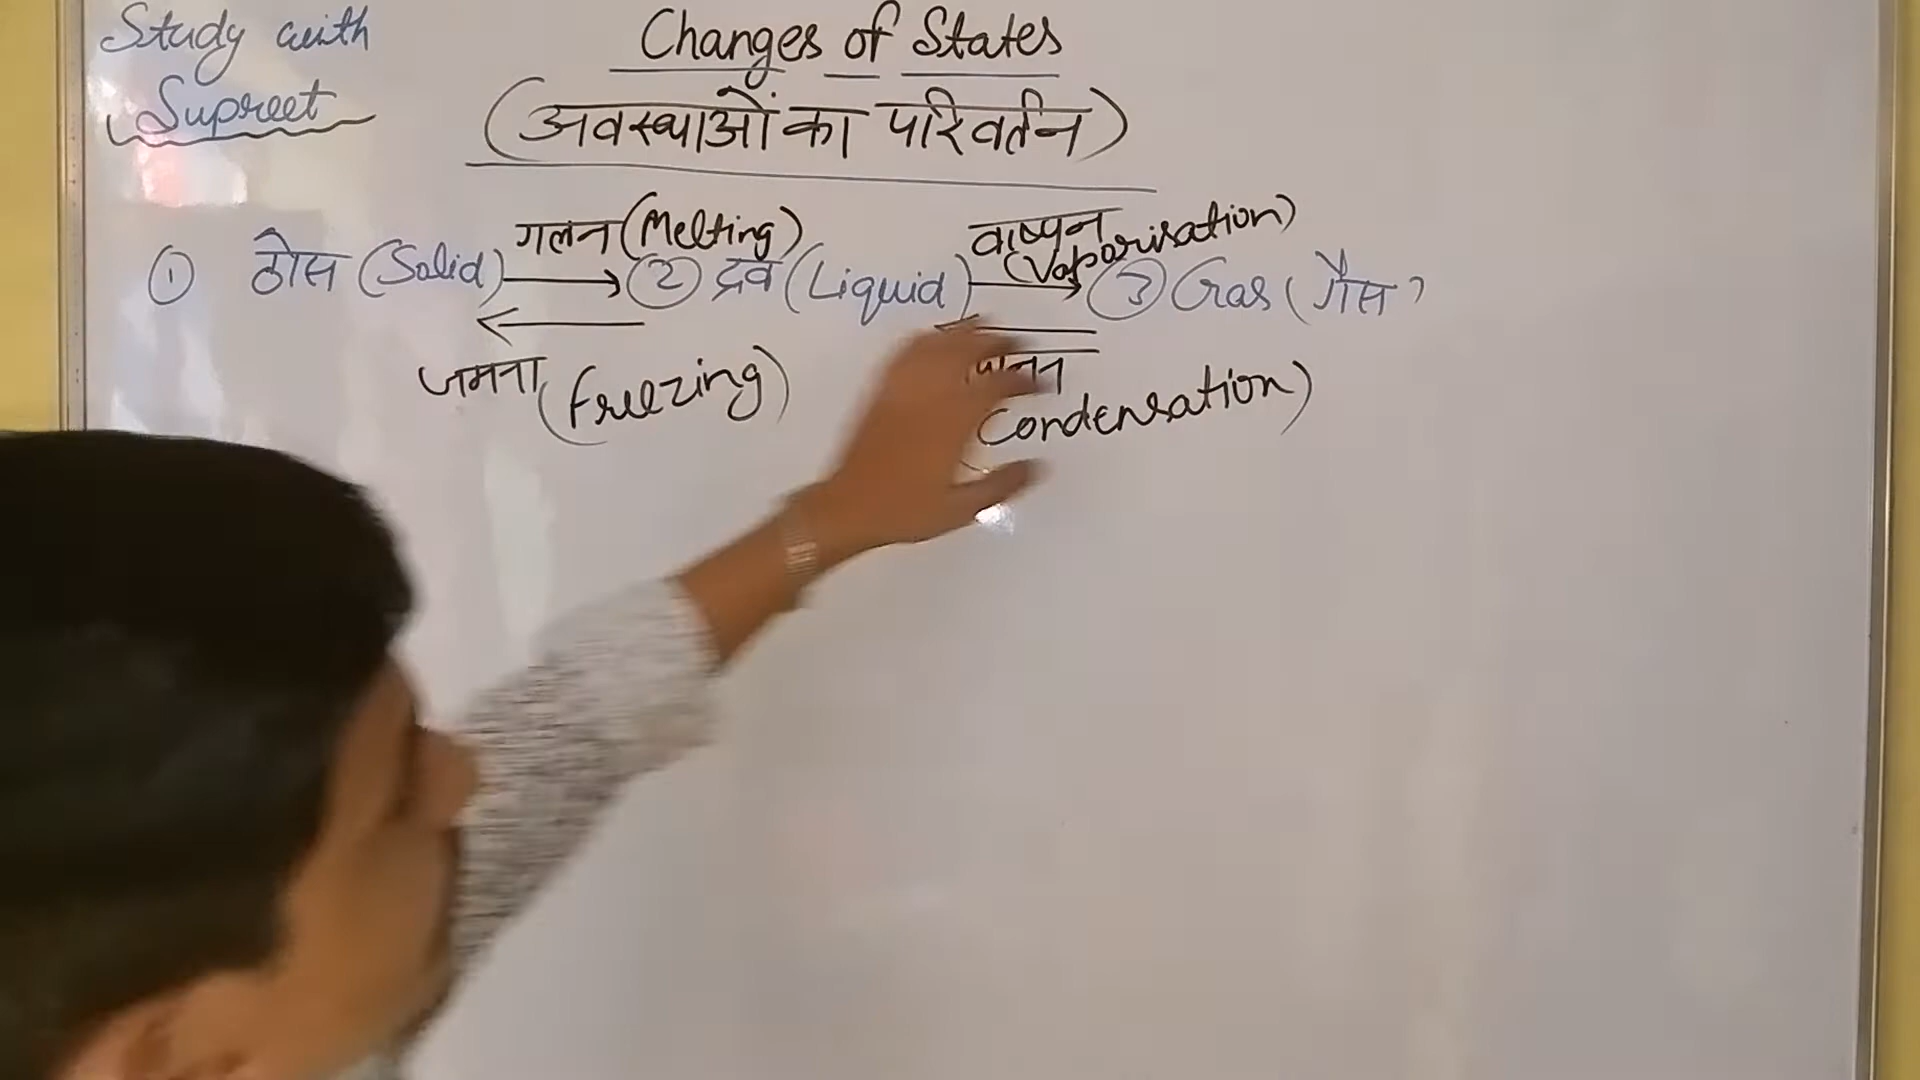 Study with
Supreet
Changes of States
(अवस्थाओं का परिवर्तन)
गलन (Melting)
वाष्पन
(Vaporisation)
① ठोस (Solid) ② द्रव (Liquid) ③ Gas (गैस)
जमना (Freezing)
Condensation)